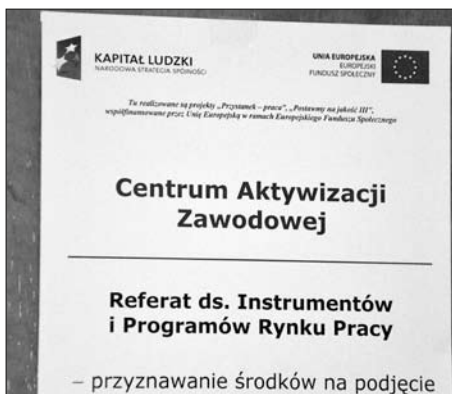 KAPITAŁ LUDZKI
NARODOWA STRATEGIA SPÓJNOŚCI
UNIA EUROPEJSKA
EUROPEJSKI
FUNDUSZ SPOŁECZNY
Tu realizowane są projekty „Przystanek – praca”, „Postawmy na jakość III”,
współfinansowane przez Unię Europejską w ramach Europejskiego Funduszu Społecznego
Centrum Aktywizacji
Zawodowej
Referat ds. Instrumentów
i Programów Rynku Pracy
– przyznawanie środków na podjęcie